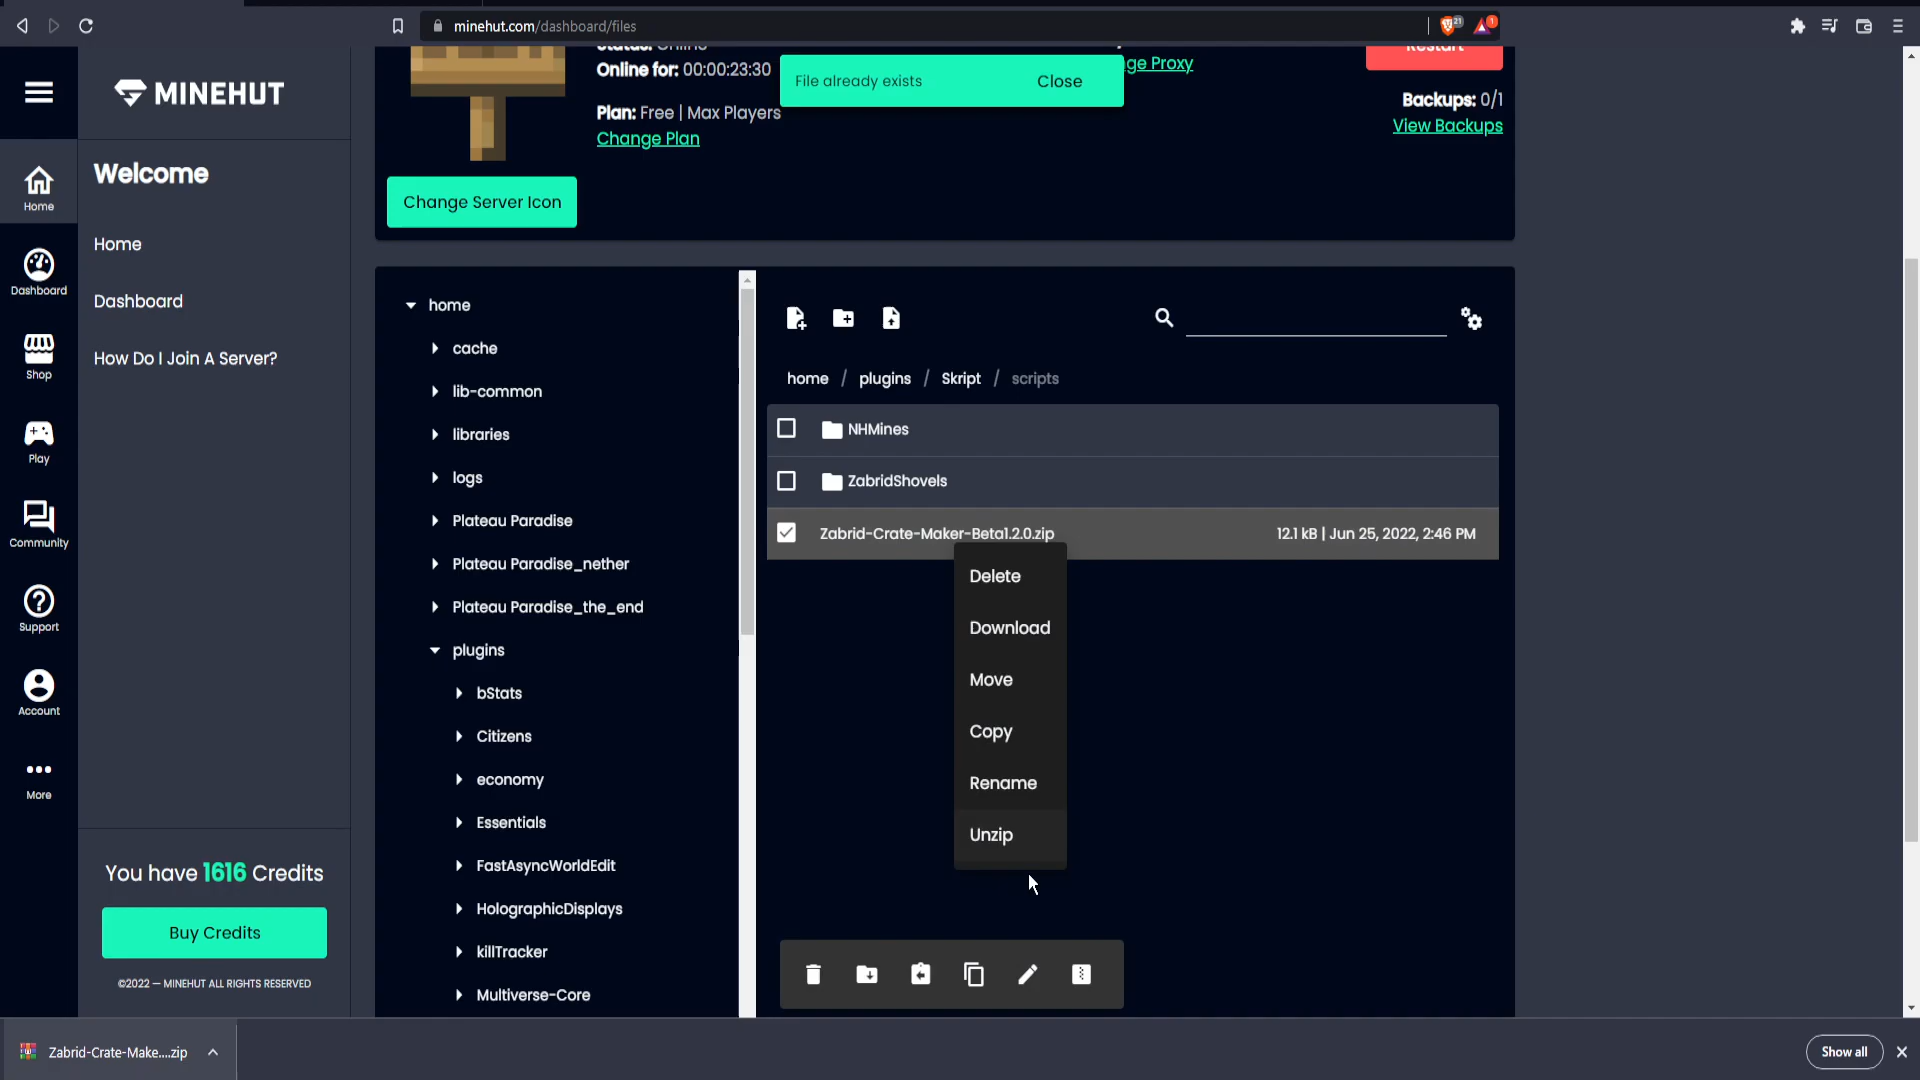 minehut.com/dashboard/files
21
1
MINEHUT
Welcome
Home
Dashboard
How Do I Join A Server?
Home
Dashboard
Shop
Play
Community
Support
Account
More
You have 1616 Credits
Buy Credits
©2022 — MINEHUT ALL RIGHTS RESERVED
Status: Online
Online for: 00:00:23:30
Plan: Free | Max Players
Change Plan
Change Server Icon
File already exists
Close
ge Proxy
Restart
Backups: 0/1
View Backups
home
cache
lib-common
libraries
logs
Plateau Paradise
Plateau Paradise_nether
Plateau Paradise_the_end
plugins
bStats
Citizens
economy
Essentials
FastAsyncWorldEdit
HolographicDisplays
killTracker
Multiverse-Core
home / plugins / Skript / scripts
NHMines
ZabridShovels
Zabrid-Crate-Maker-Beta1.2.0.zip 12.1 kB | Jun 25, 2022, 2:46 PM
Delete
Download
Move
Copy
Rename
Unzip
Zabrid-Crate-Make....zip
Show all